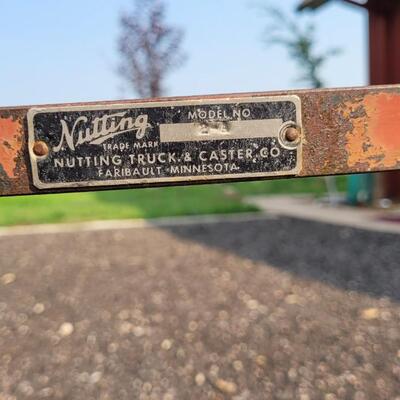 Nutting
TRADE MARK
MODEL NO
NUTTING TRUCK & CASTER CO.
FARIBAULT-MINNESOTA